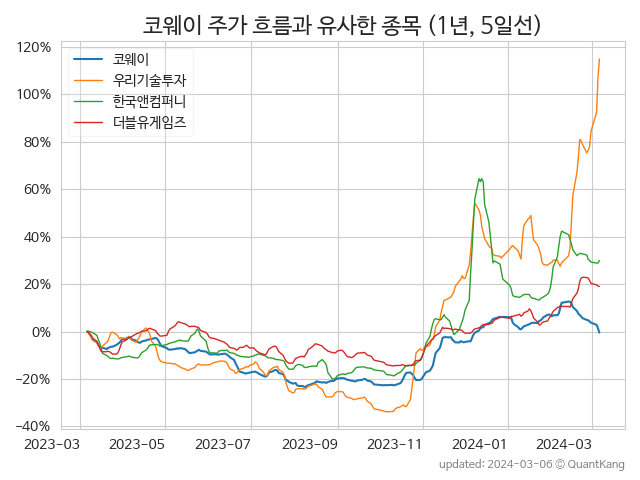 코웨이 주가 흐름과 유사한 종목 (1년, 5일선)
코웨이
우리기술투자
한국앤컴퍼니
더블유게임즈
120%
100%
80%
60%
40%
20%
0%
−20%
−40%
2023-03 2023-05 2023-07 2023-09 2023-11 2024-01 2024-03
updated: 2024-03-06 © QuantKang